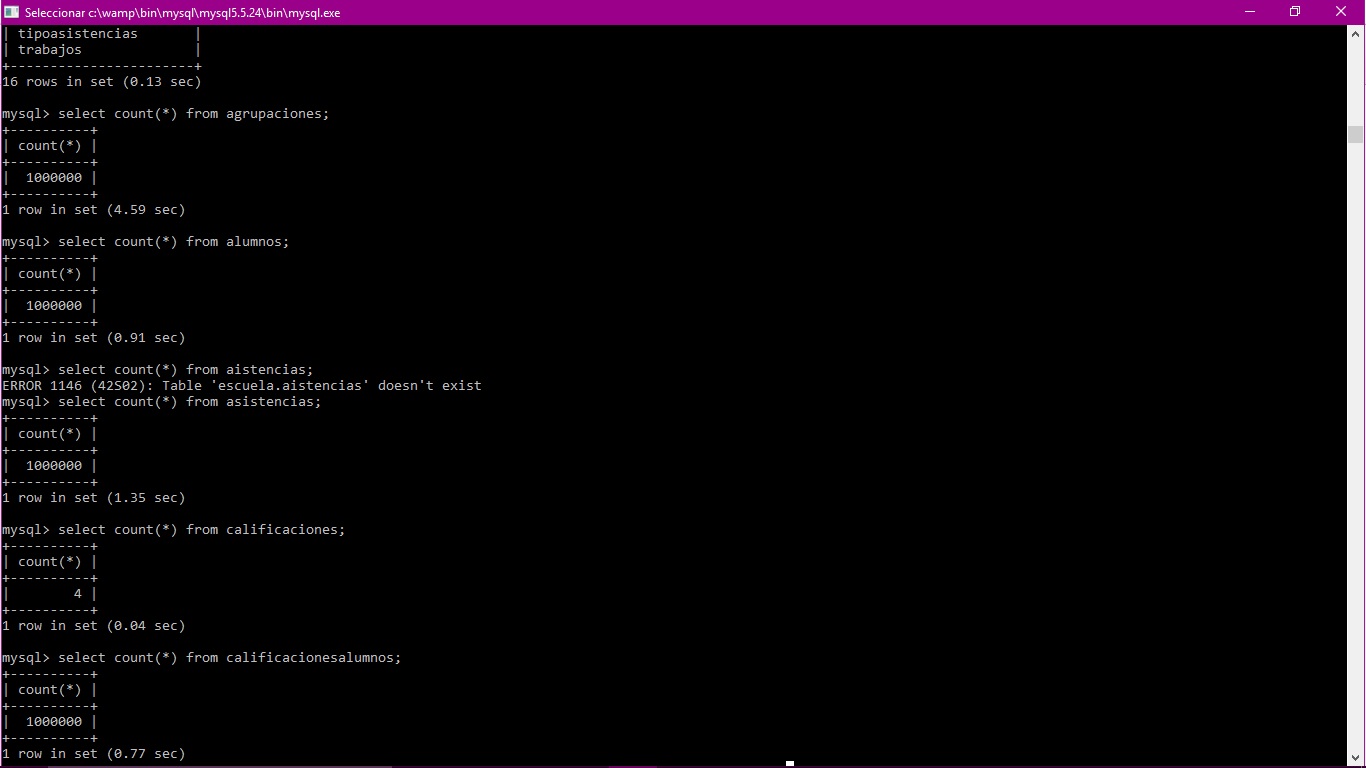 Seleccionar c:\wamp\bin\mysql\mysql5.5.24\bin\mysql.exe
| tipoasistencias       |
| trabajos              |
+-----------------------+
16 rows in set (0.13 sec)
mysql> select count(*) from agrupaciones;
+----------+
| count(*) |
+----------+
|  1000000 |
+----------+
1 row in set (4.59 sec)
mysql> select count(*) from alumnos;
+----------+
| count(*) |
+----------+
|  1000000 |
+----------+
1 row in set (0.91 sec)
mysql> select count(*) from aistencias;
ERROR 1146 (42S02): Table 'escuela.aistencias' doesn't exist
mysql> select count(*) from asistencias;
+----------+
| count(*) |
+----------+
|  1000000 |
+----------+
1 row in set (1.35 sec)
mysql> select count(*) from calificaciones;
+----------+
| count(*) |
+----------+
|        4 |
+----------+
1 row in set (0.04 sec)
mysql> select count(*) from calificacionesalumnos;
+----------+
| count(*) |
+----------+
|  1000000 |
+----------+
1 row in set (0.77 sec)